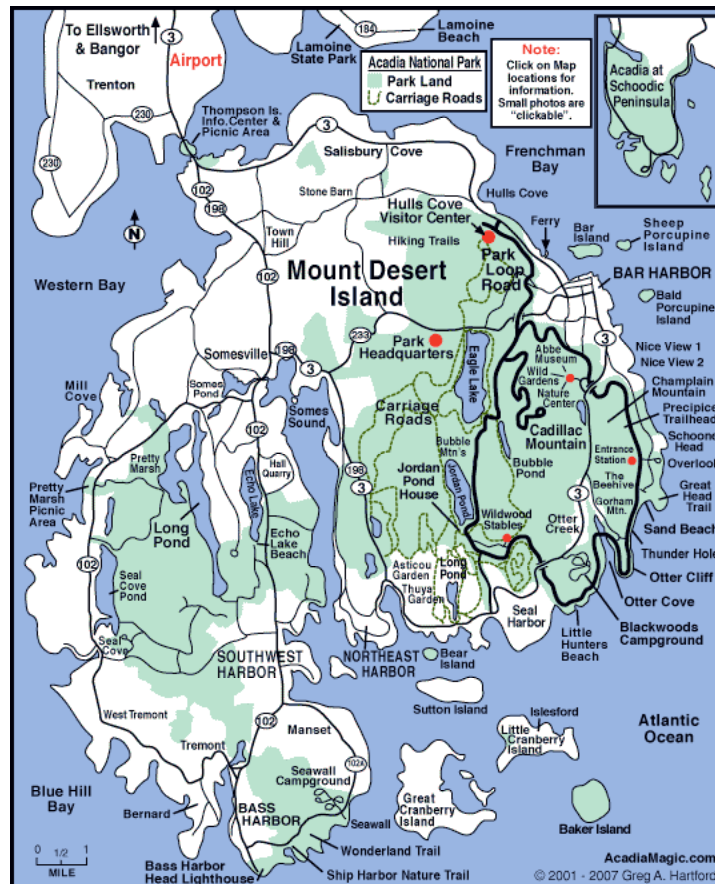 To Ellsworth
& Bangor
3
Airport
Trenton
230
230
Thompson Is.
Info.Center &
Picnic Area
184
Lamoine
Beach
Lamoine
State Park
Acadia National Park
Park Land
Carriage Roads
Note:
Click on Map
locations for
information.
Small photos are
"clickable".
Acadia at
Schoodic
Peninsula
3
Salisbury
Cove
Frenchman
Bay
102
198
Stone Barn
Hulls Cove
Hulls Cove
Visitor Center
Ferry
Bar
Island
Sheep
Porcupine
Island
N
Town
Hill
Hiking Trails
Park
Loop
Road
BAR HARBOR
102
Mount Desert
Island
Bald
Porcupine
Island
Western Bay
233
Park
Headquarters
Eagle Lake
3
Nice View 1
Nice View 2
Somesville
198
3
Abbe
Museum
Wild
Gardens
Nature
Center
Champlain
Mountain
Mill
Cove
Somes
Pond
Somes
Sound
Carriage
Roads
Cadillac
Mountain
Precipice
Trailhead
102
Bubble
Mtn's
Schooner
Head
Overlook
Entrance
Station
Pretty
Marsh
Hall
Quarry
198
3
Jordan
Pond
House
Jordan Pond
Bubble
Pond
The
Beehive
Great
Head
Trail
Pretty
Marsh
Picnic
Area
Long
Pond
Echo Lake
3
Gorham
Mtn.
Wildwood
Stables
Sand Beach
Otter
Creek
102
Echo
Lake
Beach
Thunder Hole
Seal
Cove
Pond
Asticou
Garden
Long
Pond
Otter Cliff
Thuya
Garden
Otter Cove
Seal
Harbor
Blackwoods
Campground
Little
Hunters
Beach
Seal
Cove
SOUTHWEST
HARBOR
NORTHEAST
HARBOR
Bear
Island
Sutton Island
West Tremont
102
Manset
Islesford
Little
Cranberry
Island
Atlantic
Ocean
Tremont
102A
Seawall
Campground
Blue Hill
Bay
Bernard
BASS
HARBOR
Seawall
Great
Cranberry
Island
Baker Island
Wonderland Trail
0 1/2 1
MILE
Bass Harbor
Head Lighthouse
Ship Harbor Nature Trail
AcadiaMagic.com
© 2001 - 2007 Greg A. Hartford